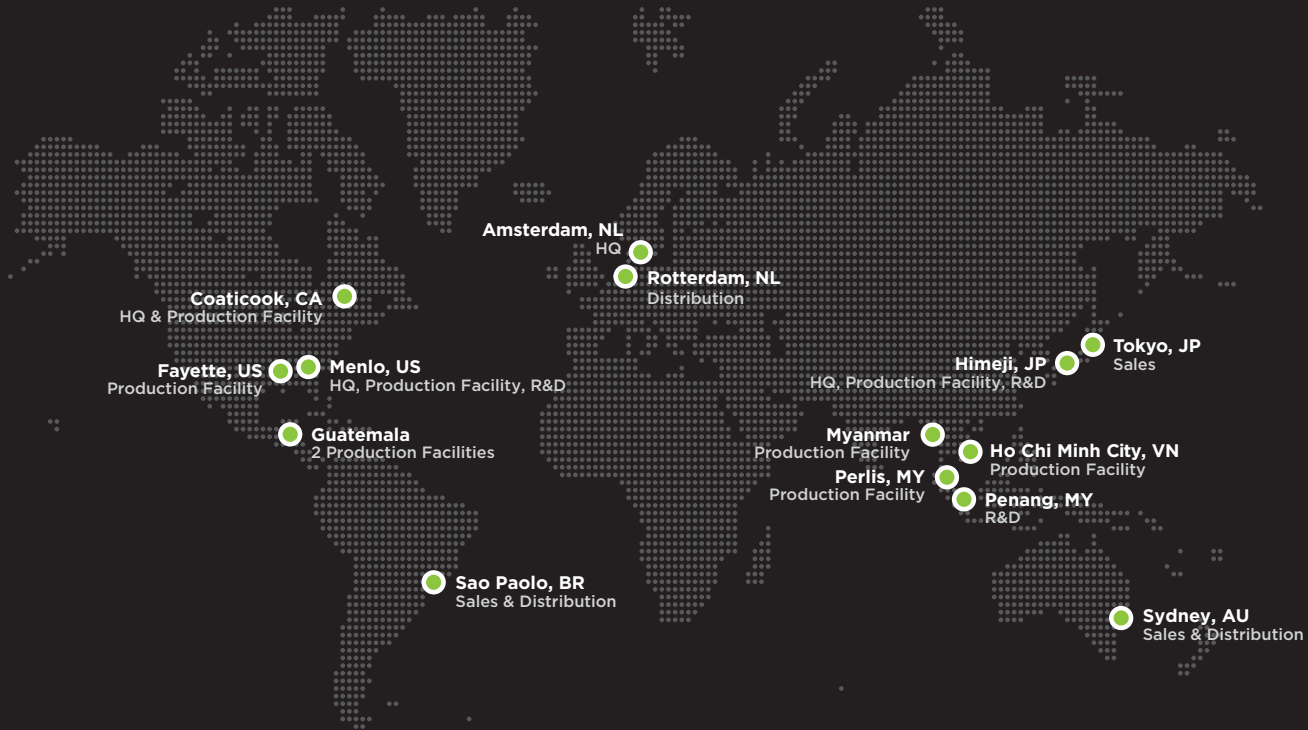 Amsterdam, NL
HQ
Rotterdam, NL
Distribution
Coaticook, CA
HQ & Production Facility
Fayette, US
Production Facility
Menlo, US
HQ, Production Facility, R&D
Tokyo, JP
Sales
Himeji, JP
HQ, Production Facility, R&D
Guatemala
2 Production Facilities
Myanmar
Production Facility
Ho Chi Minh City, VN
Production Facility
Perlis, MY
Production Facility
Penang, MY
R&D
Sao Paolo, BR
Sales & Distribution
Sydney, AU
Sales & Distribution